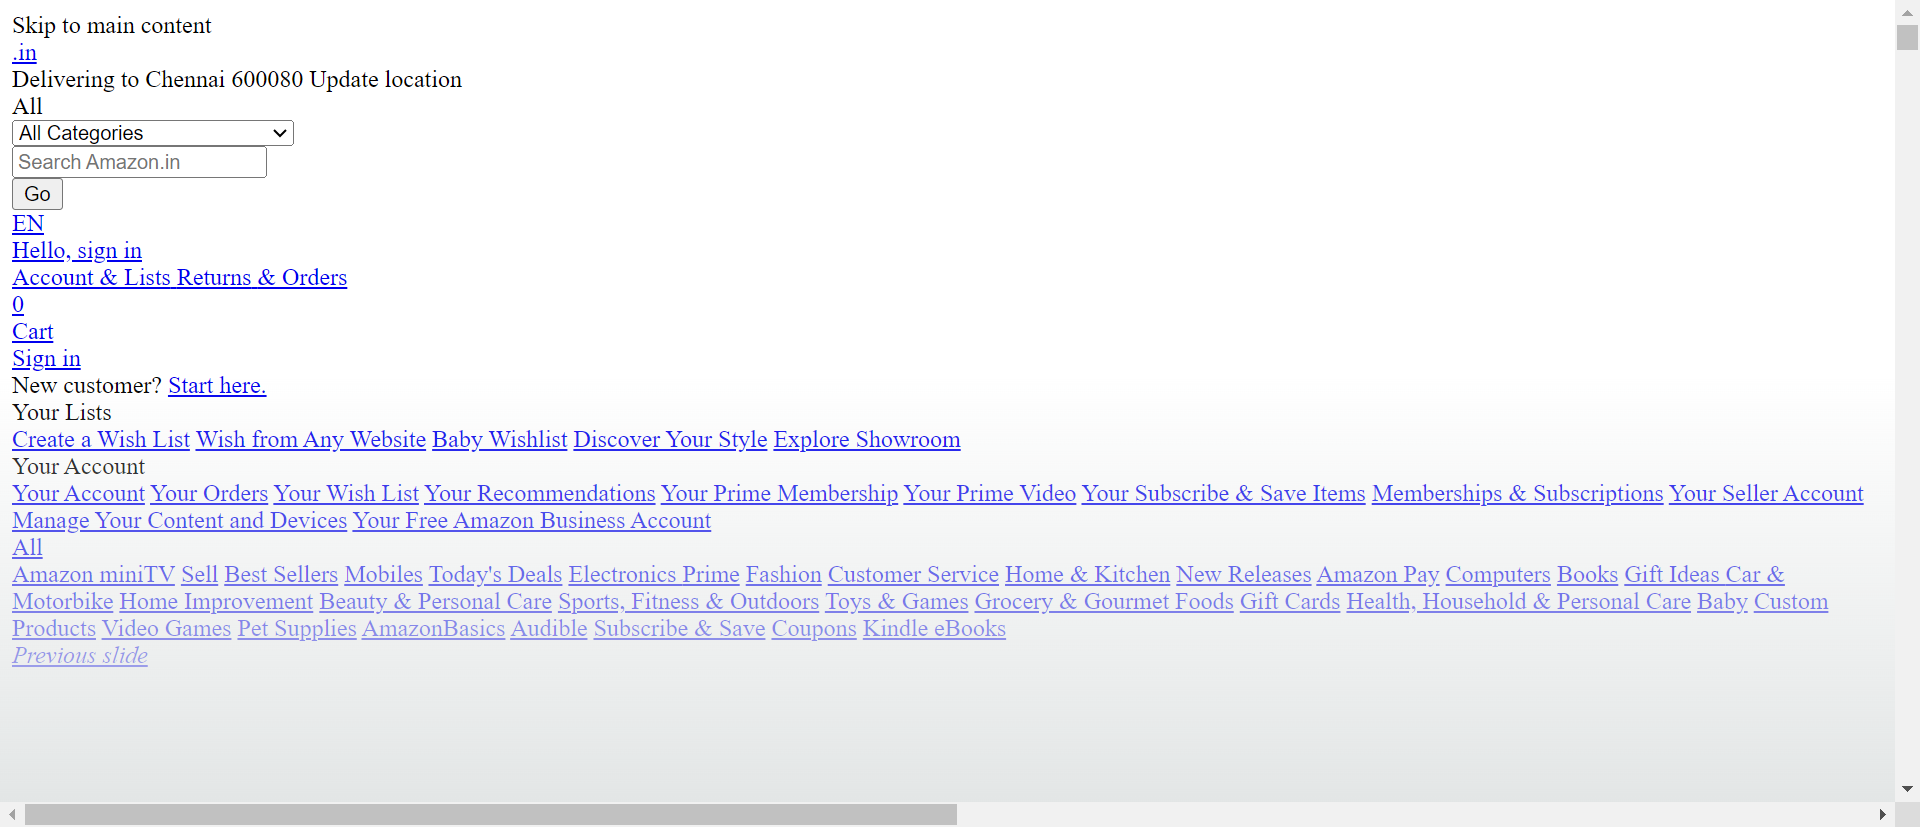 Skip to main content
.in
Delivering to Chennai 600080 Update location
All
All Categories
Search Amazon.in
Go
EN
Hello, sign in
Account & Lists Returns & Orders
0
Cart
Sign in
New customer? Start here.
Your Lists
Create a Wish List Wish from Any Website Baby Wishlist Discover Your Style Explore Showroom
Your Account
Your Account Your Orders Your Wish List Your Recommendations Your Prime Membership Your Prime Video Your Subscribe & Save Items Memberships & Subscriptions Your Seller Account
Manage Your Content and Devices Your Free Amazon Business Account
All
Amazon miniTV Sell Best Sellers Mobiles Today's Deals Electronics Prime Fashion Customer Service Home & Kitchen New Releases Amazon Pay Computers Books Gift Ideas Car &
Motorbike Home Improvement Beauty & Personal Care Sports, Fitness & Outdoors Toys & Games Grocery & Gourmet Foods Gift Cards Health, Household & Personal Care Baby Custom
Products Video Games Pet Supplies AmazonBasics Audible Subscribe & Save Coupons Kindle eBooks
Previous slide